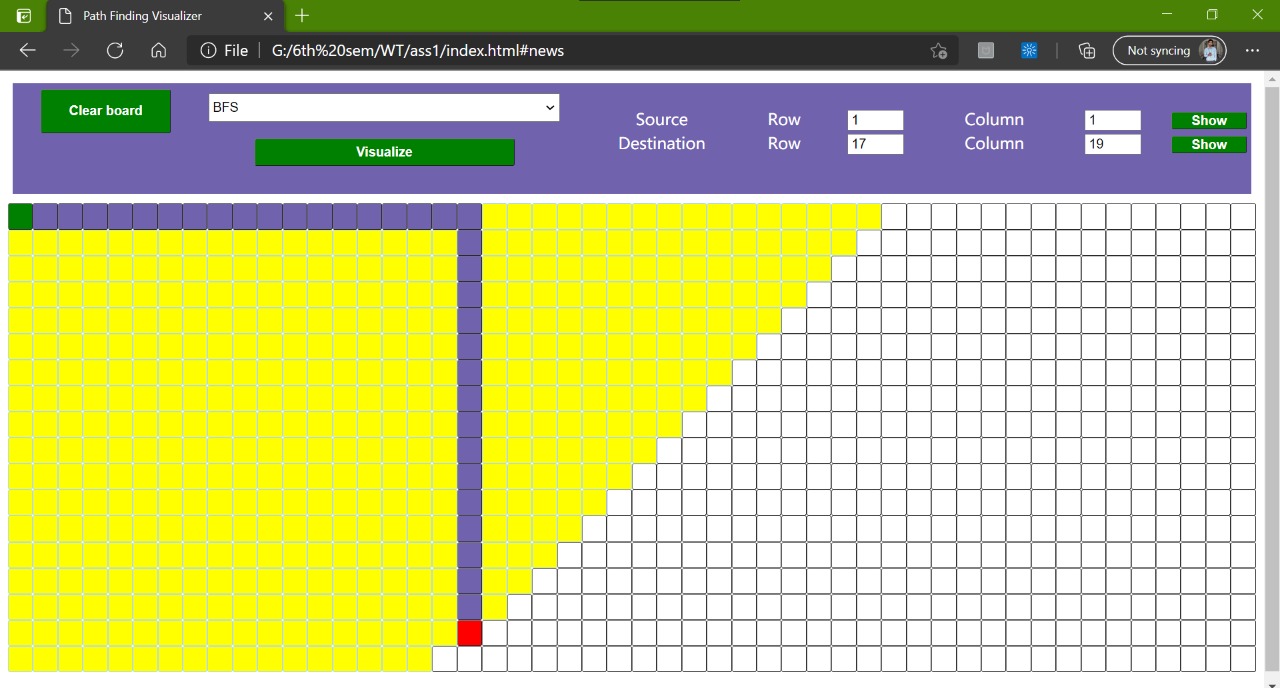 Path Finding Visualizer
File G:/6th%20sem/WT/ass1/index.html#news Not syncing
Clear board
BFS
Visualize
Source Row 1 Column 1 Show
Destination Row 17 Column 19 Show